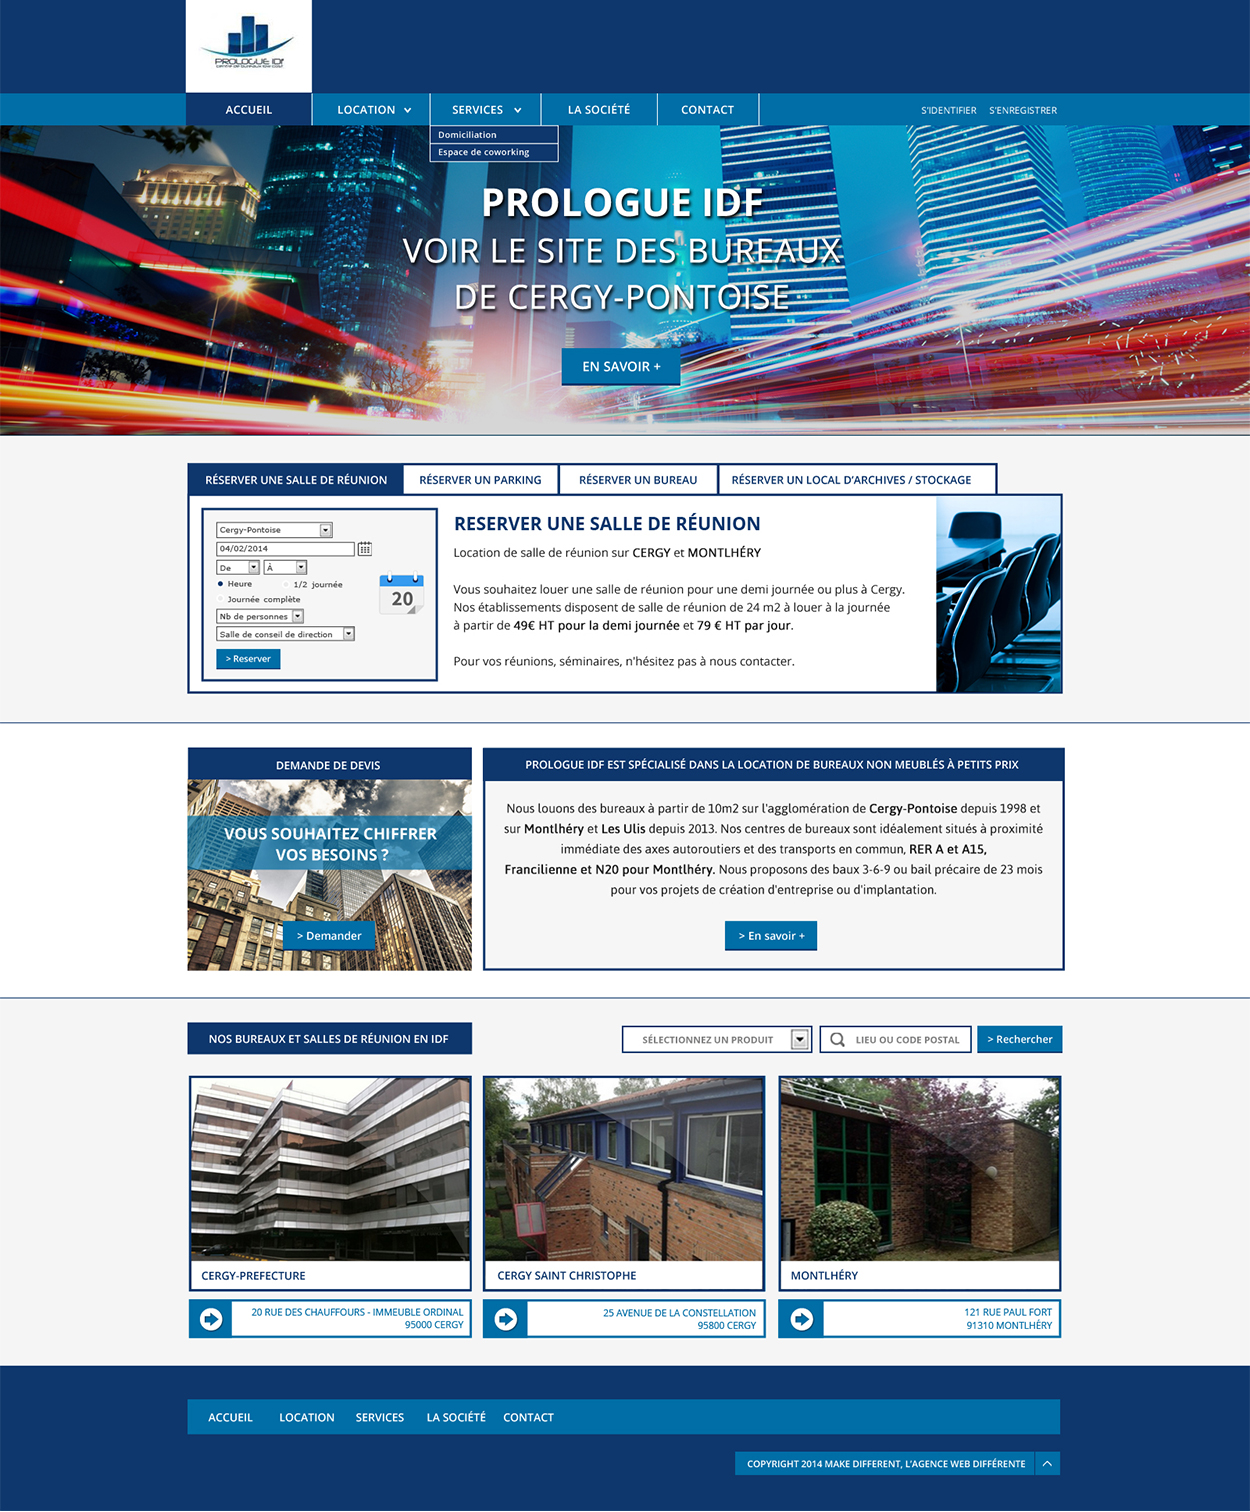 PROLOGUE IDF
ACCUEIL
LOCATION
SERVICES
LA SOCIÉTÉ
CONTACT
S'IDENTIFIER
S'ENREGISTRER
Domiciliation
Espace de coworking
PROLOGUE IDF
VOIR LE SITE DES BUREAUX
DE CERGY-PONTOISE
EN SAVOIR +
RÉSERVER UNE SALLE DE RÉUNION
RÉSERVER UN PARKING
RÉSERVER UN BUREAU
RÉSERVER UN LOCAL D'ARCHIVES / STOCKAGE
Cergy-Pontoise
04/02/2014
De
À
Heure
1/2 journée
Journée complète
20
Nb de personnes
Salle de conseil de direction
> Reserver
RESERVER UNE SALLE DE RÉUNION
Location de salle de réunion sur CERGY et MONTLHÉRY
Vous souhaitez louer une salle de réunion pour une demi journée ou plus à Cergy.
Nos établissements disposent de salle de réunion de 24 m2 à louer à la journée
à partir de 49€ HT pour la demi journée et 79 € HT par jour.
Pour vos réunions, séminaires, n'hésitez pas à nous contacter.
DEMANDE DE DEVIS
VOUS SOUHAITEZ CHIFFRER
VOS BESOINS ?
> Demander
PROLOGUE IDF EST SPÉCIALISÉ DANS LA LOCATION DE BUREAUX NON MEUBLÉS À PETITS PRIX
Nous louons des bureaux à partir de 10m2 sur l'agglomération de Cergy-Pontoise depuis 1998 et
sur Montlhéry et Les Ulis depuis 2013. Nos centres de bureaux sont idéalement situés à proximité
immédiate des axes autoroutiers et des transports en commun, RER A et A15,
Francilienne et N20 pour Montlhéry. Nous proposons des baux 3-6-9 ou bail précaire de 23 mois
pour vos projets de création d'entreprise ou d'implantation.
> En savoir +
NOS BUREAUX ET SALLES DE RÉUNION EN IDF
SÉLECTIONNEZ UN PRODUIT
LIEU OU CODE POSTAL
> Rechercher
CERGY-PREFECTURE
20 RUE DES CHAUFFOURS - IMMEUBLE ORDINAL
95000 CERGY
CERGY SAINT CHRISTOPHE
25 AVENUE DE LA CONSTELLATION
95800 CERGY
MONTLHÉRY
121 RUE PAUL FORT
91310 MONTLHÉRY
ACCUEIL
LOCATION
SERVICES
LA SOCIÉTÉ
CONTACT
COPYRIGHT 2014 MAKE DIFFERENT, L'AGENCE WEB DIFFÉRENTE